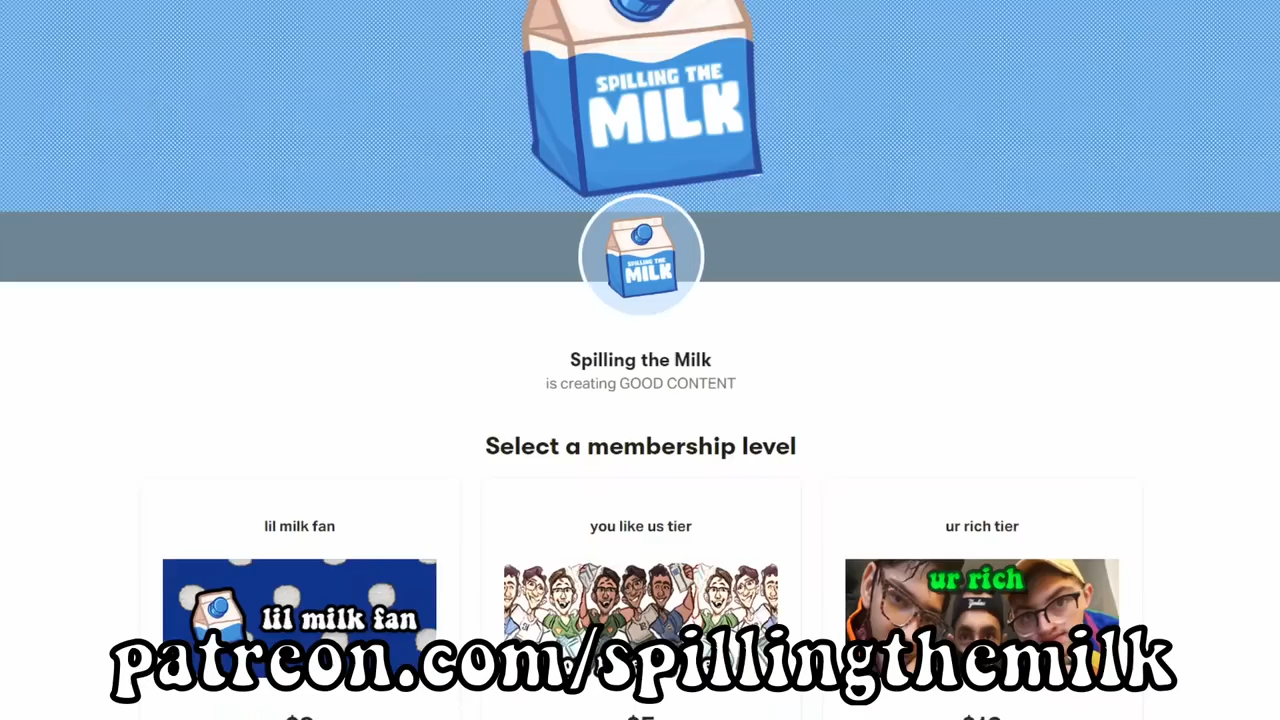 SPILLING THE
MILK
SPILLING THE
MILK
Spilling the Milk
is creating GOOD CONTENT
Select a membership level
lil milk fan
you like us tier
ur rich tier
lil milk fan
ur rich
patreon.com/spillingthemilk